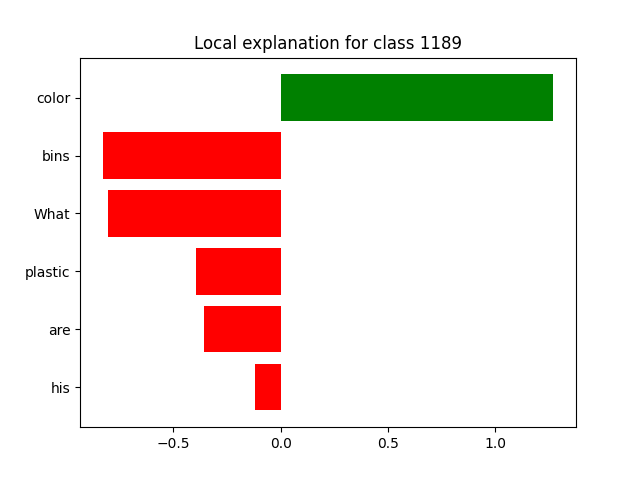 Local explanation for class 1189
color
bins
What
plastic
are
his
−0.5
0.0
0.5
1.0